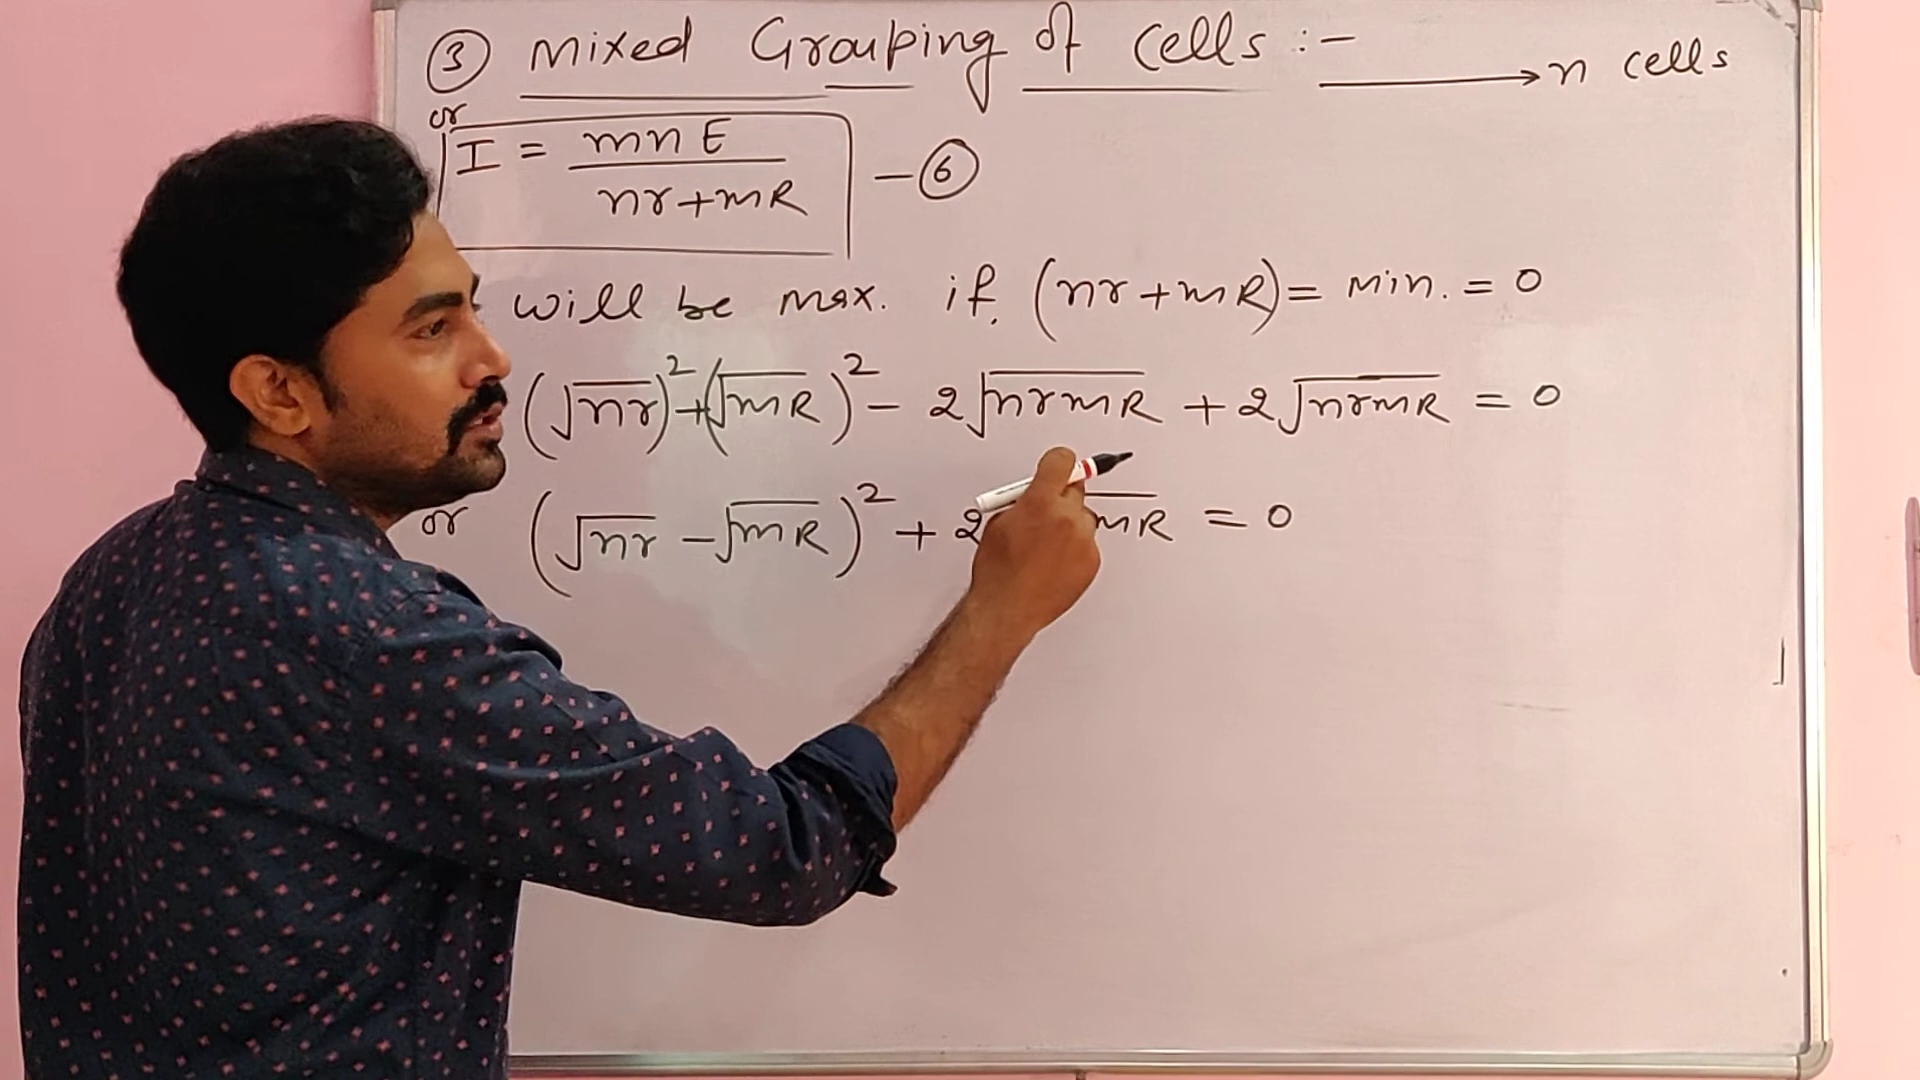 ③ Mixed Grouping of Cells :- → n cells
or
I = mnE / nr+mR - ⑥
will be max. if. (nr+mR) = min. = 0
(√nr)² + (√mR)² - 2√nrmR + 2√nrmR = 0
or (√nr - √mR)² + 2 mR = 0